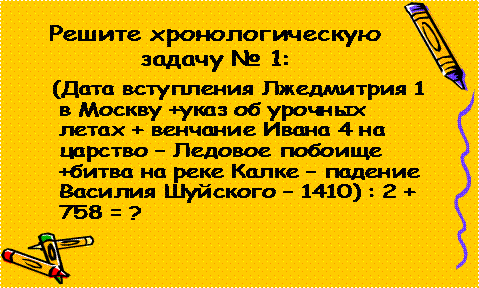 Решите хронологическую
задачу № 1:
(Дата вступления Лжедмитрия 1
в Москву +указ об урочных
летах + венчание Ивана 4 на
царство – Ледовое побоище
+битва на реке Калке – падение
Василия Шуйского – 1410) : 2 +
758 = ?